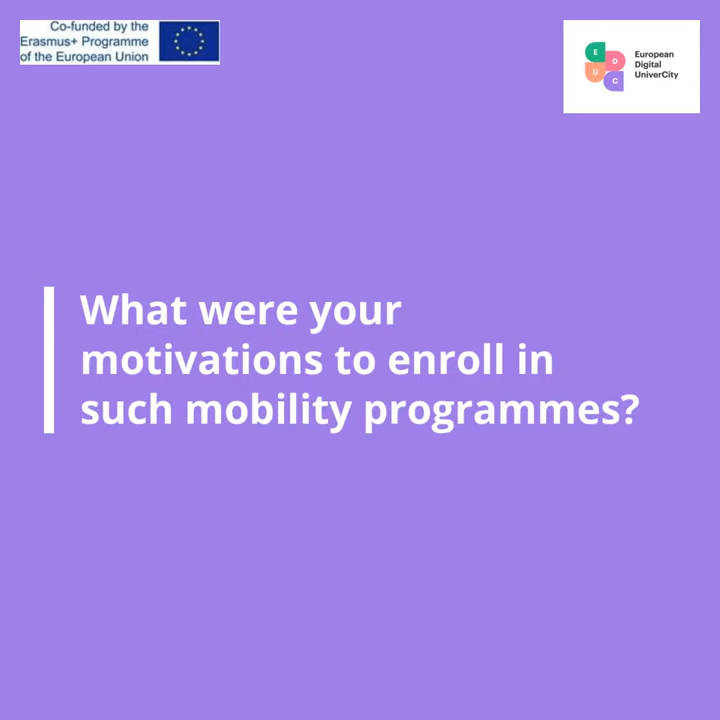 Co-funded by the
Erasmus+ Programme
of the European Union
E
D
U
C
European
Digital
UniverCity
What were your
motivations to enroll in
such mobility programmes?